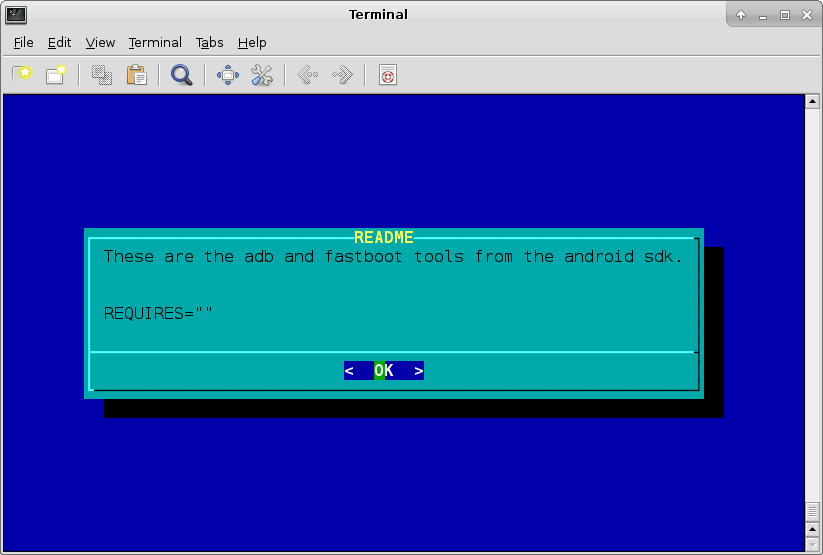 Terminal
File Edit View Terminal Tabs Help
README
These are the adb and fastboot tools from the android sdk.
REQUIRES=""
< OK >